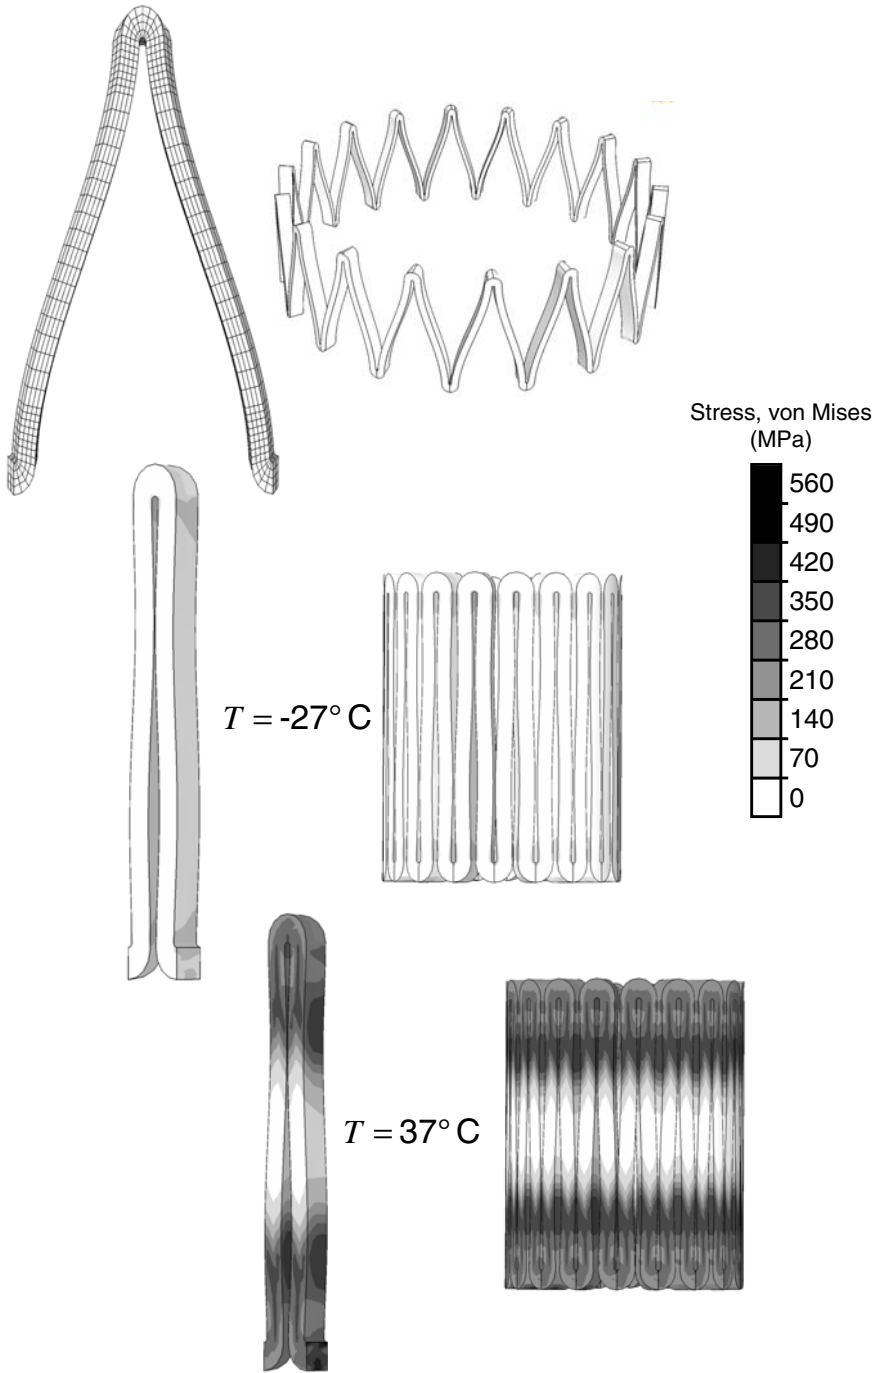 Stress, von Mises
(MPa)
560
490
420
350
280
210
140
70
0
T = -27° C
T = 37° C